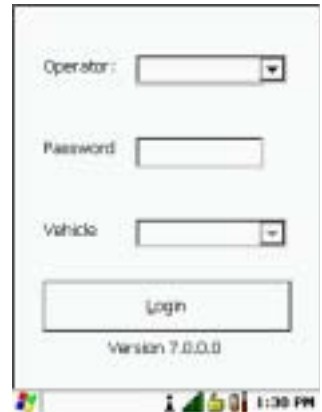 Operator:
Password
Vehicle
Login
Version 7.0.0.0
1:30 PM